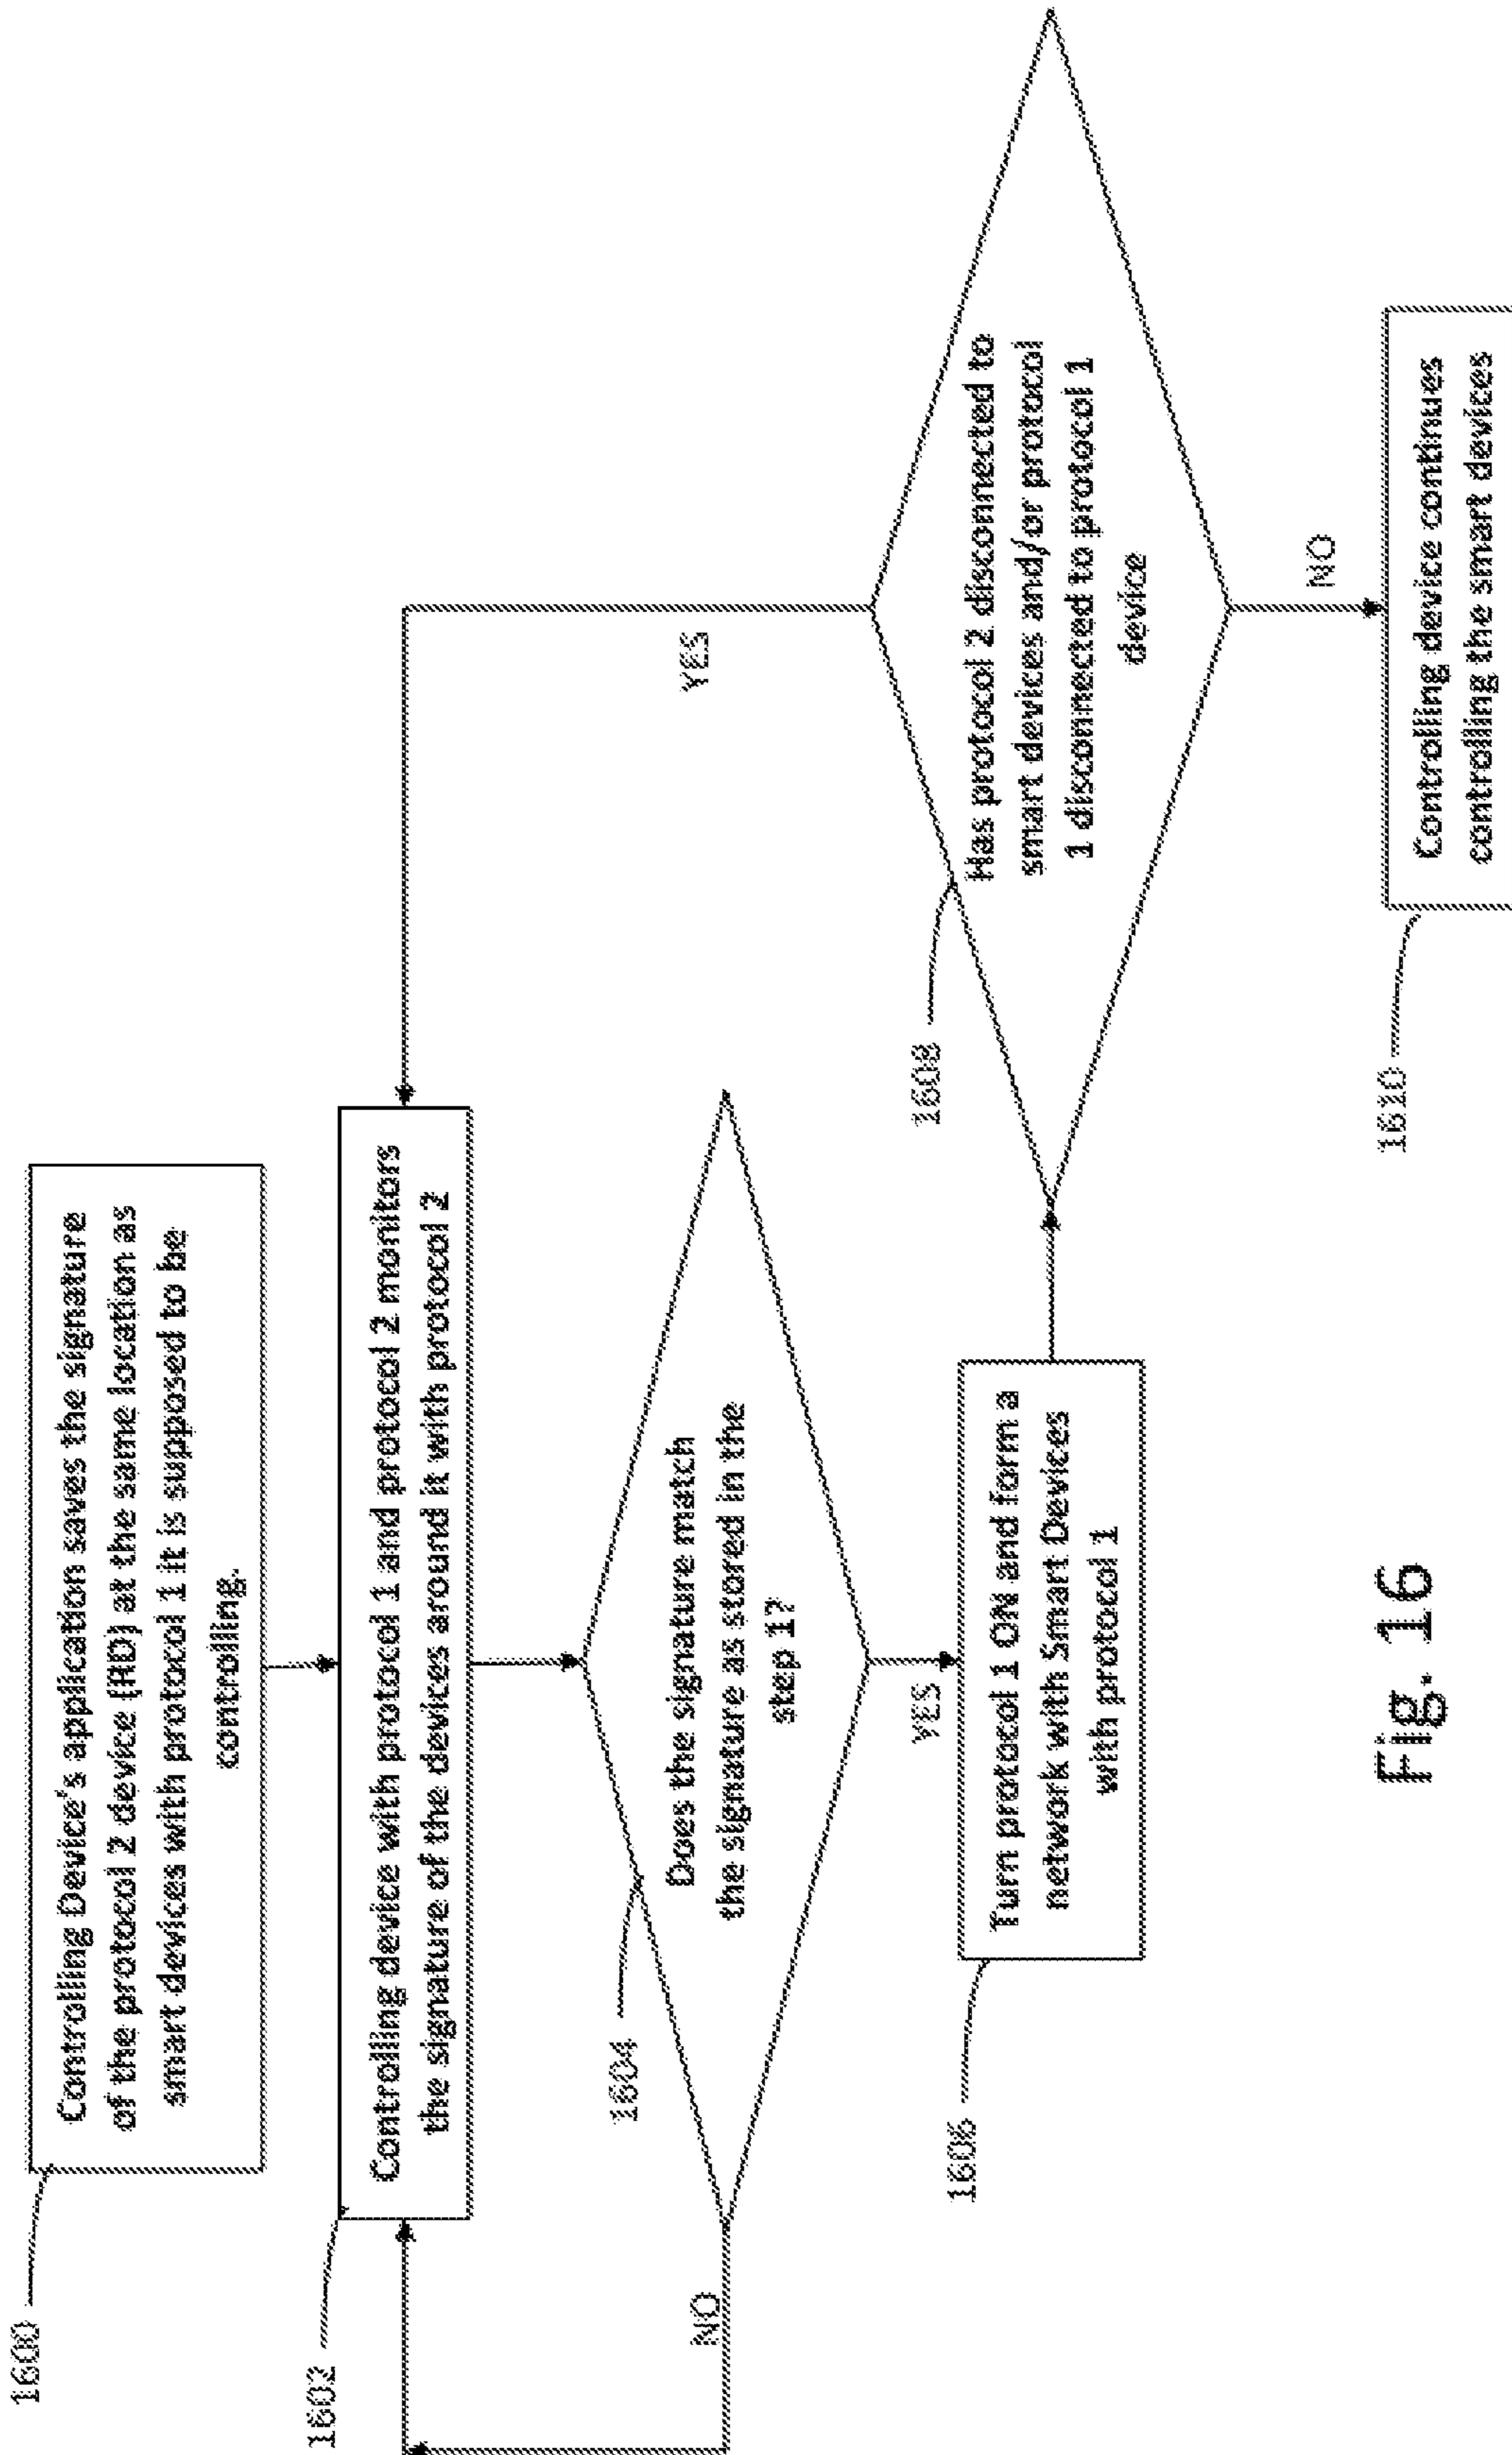 1600
Controlling Device's application saves the signature
of the protocol 2 device (RD) at the same location as
smart devices with protocol 1 it is supposed to be
controlling.
1602
Controlling device with protocol 1 and protocol 2 monitors
the signature of the devices around it with protocol 2
1604
Does the signature match
the signature as stored in the
step 1?
NO
YES
1606
Turn protocol 1 ON and form a
network with Smart Devices
with protocol 1
1608
Has protocol 2 disconnected to
smart devices and/or protocol
1 disconnected to protocol 1
device
YES
NO
1610
Controlling device continues
controlling the smart devices
Fig. 16